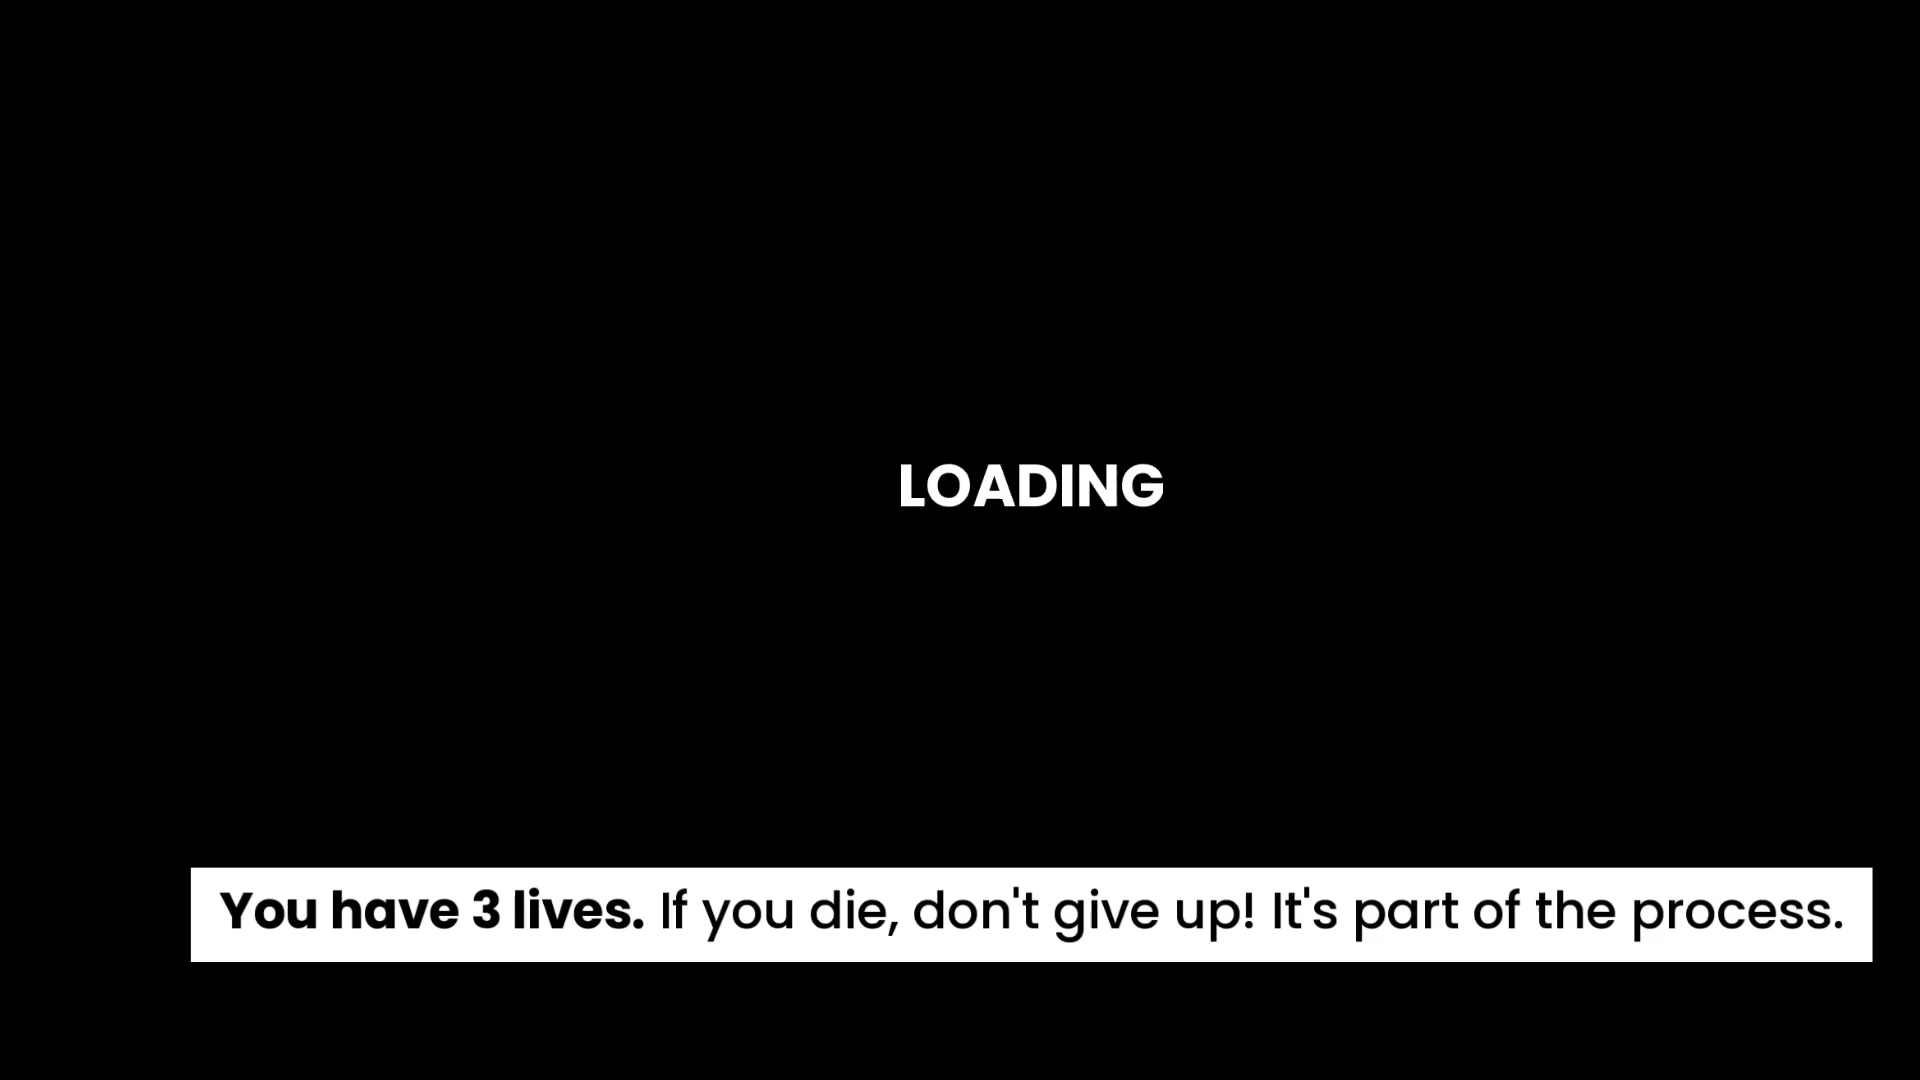 LOADING
You have 3 lives. If you die, don't give up! It's part of the process.